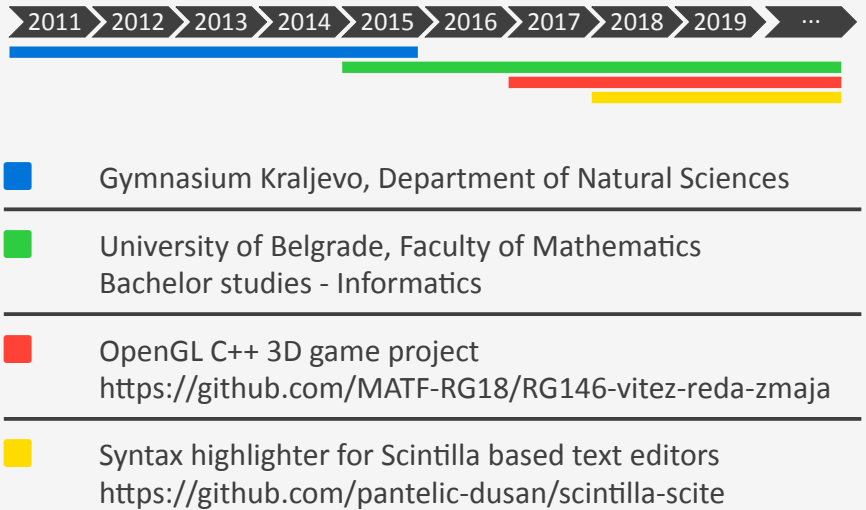 2011 2012 2013 2014 2015 2016 2017 2018 2019 ...
Gymnasium Kraljevo, Department of Natural Sciences
University of Belgrade, Faculty of Mathematics
Bachelor studies - Informatics
OpenGL C++ 3D game project
https://github.com/MATF-RG18/RG146-vitez-reda-zmaja
Syntax highlighter for Scintilla based text editors
https://github.com/pantelic-dusan/scintilla-scite